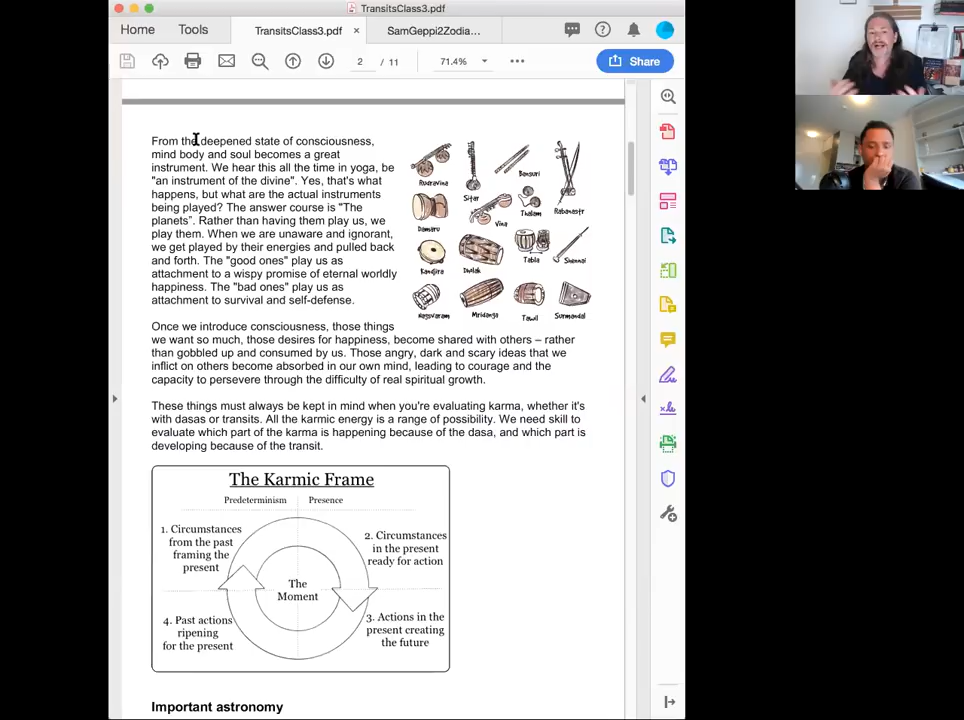 TransitsClass3.pdf
Home
Tools
TransitsClass3.pdf
×
SamGeppi2Zodia...
2 / 11
71.4%
Share
From the deepened state of consciousness,
mind body and soul becomes a great
instrument. We hear this all the time in yoga, be
"an instrument of the divine". Yes, that's what
happens, but what are the actual instruments
being played? The answer course is "The
planets". Rather than having them play us, we
play them. When we are unaware and ignorant,
we get played by their energies and pulled back
and forth. The "good ones" play us as
attachment to a wispy promise of eternal worldly
happiness. The "bad ones" play us as
attachment to survival and self-defense.
Rudravina
Sitar
Bansuri
Rabanastr
Damaru
Vina
Thalam
Kandjira
Dholak
Tabla
Shannai
Nagsvaram
Mridanga
Tawil
Surmandal
Once we introduce consciousness, those things
we want so much, those desires for happiness, become shared with others – rather
than gobbled up and consumed by us. Those angry, dark and scary ideas that we
inflict on others become absorbed in our own mind, leading to courage and the
capacity to persevere through the difficulty of real spiritual growth.
These things must always be kept in mind when you're evaluating karma, whether it's
with dasas or transits. All the karmic energy is a range of possibility. We need skill to
evaluate which part of the karma is happening because of the dasa, and which part is
developing because of the transit.
The Karmic Frame
Predeterminism
Presence
1. Circumstances
from the past
framing the
present
2. Circumstances
in the present
ready for action
The
Moment
4. Past actions
ripening
for the present
3. Actions in the
present creating
the future
Important astronomy